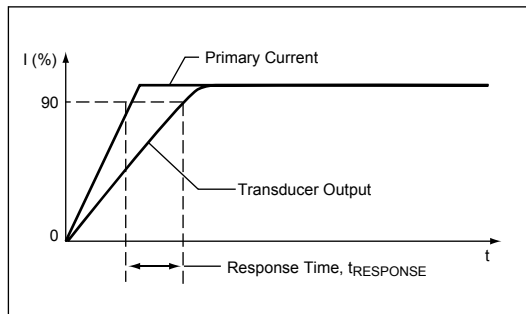 I (%)
Primary Current
90
Transducer Output
0
t
Response Time, tRESPONSE